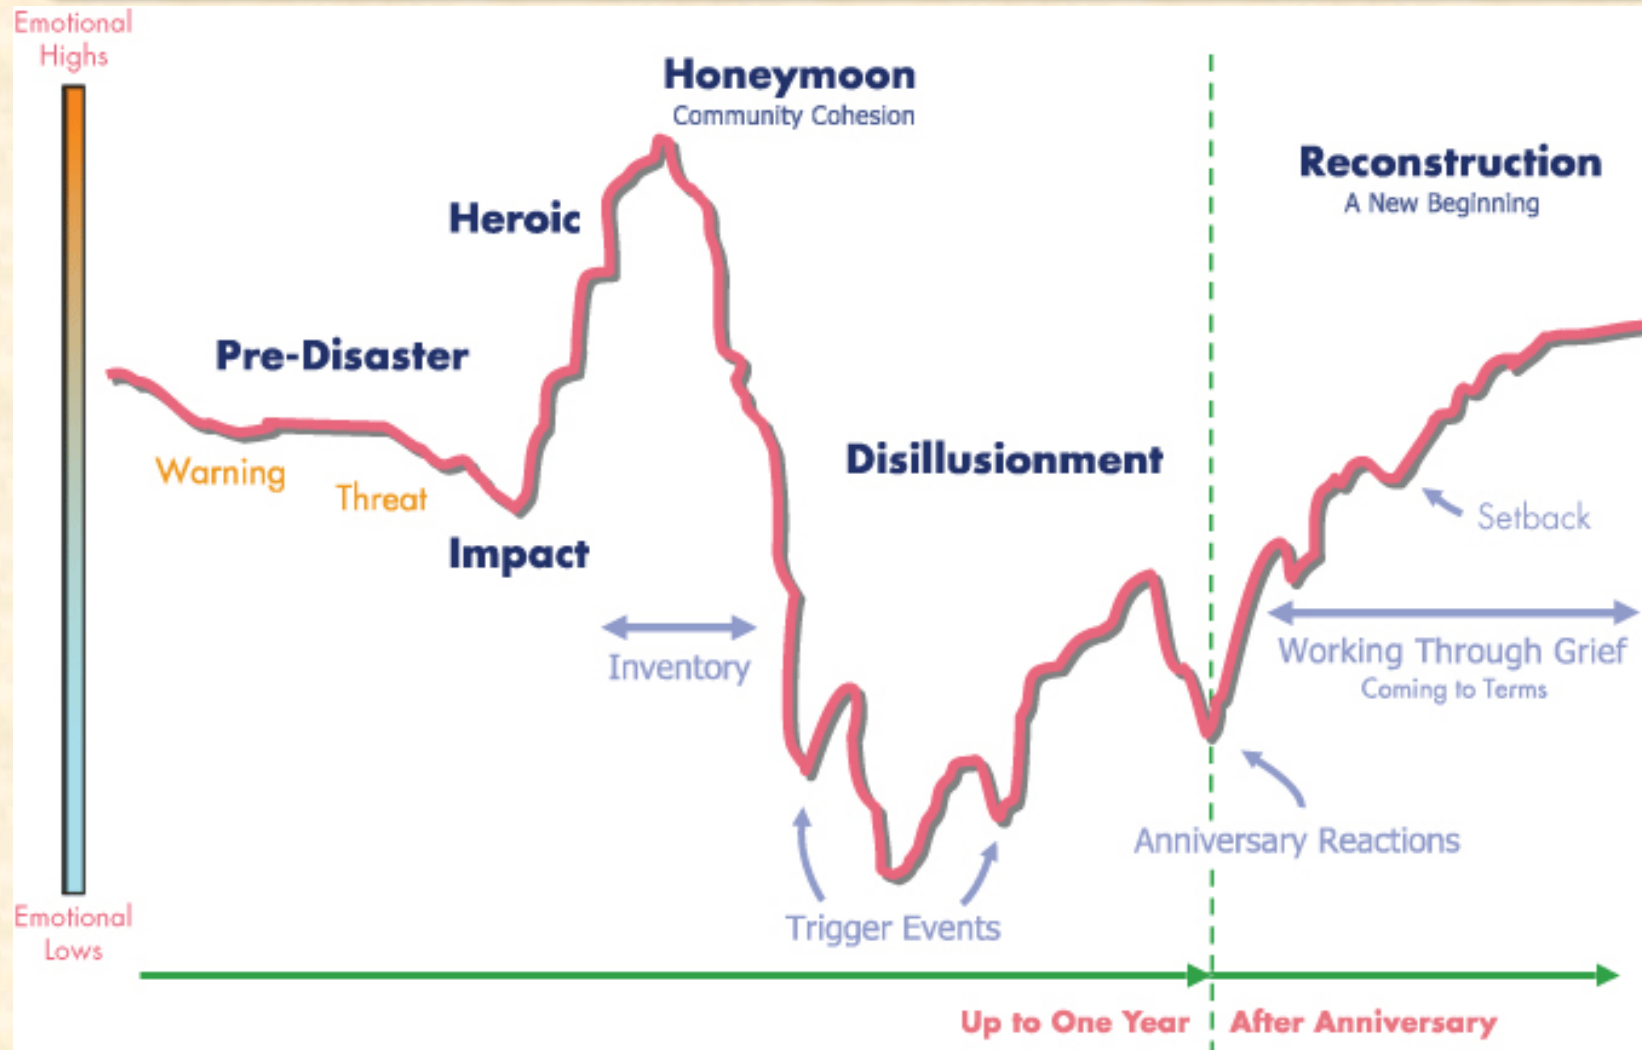 Emotional
Highs
Honeymoon
Community Cohesion
Reconstruction
A New Beginning
Heroic
Pre-Disaster
Warning
Threat
Disillusionment
Setback
Impact
Inventory
Working Through Grief
Coming to Terms
Anniversary Reactions
Trigger Events
Emotional
Lows
Up to One Year
After Anniversary